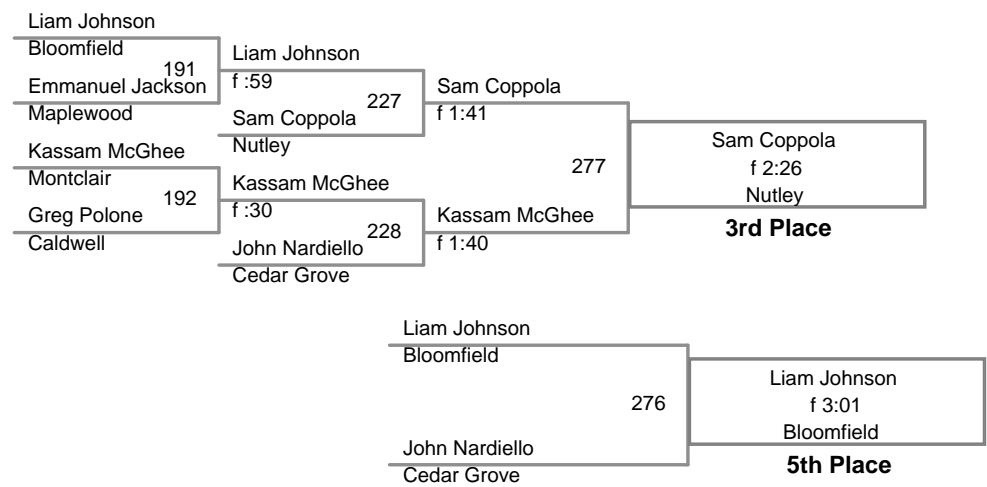 Liam Johnson
Bloomfield
191
Emmanuel Jackson
Maplewood
Kassam McGhee
Montclair
192
Greg Polone
Caldwell
Liam Johnson
f :59
227
Sam Coppola
Nutley
Kassam McGhee
f :30
228
John Nardiello
Cedar Grove
Sam Coppola
f 1:41
277
Kassam McGhee
f 1:40
Sam Coppola
f 2:26
Nutley
3rd Place
Liam Johnson
Bloomfield
276
John Nardiello
Cedar Grove
Liam Johnson
f 3:01
Bloomfield
5th Place